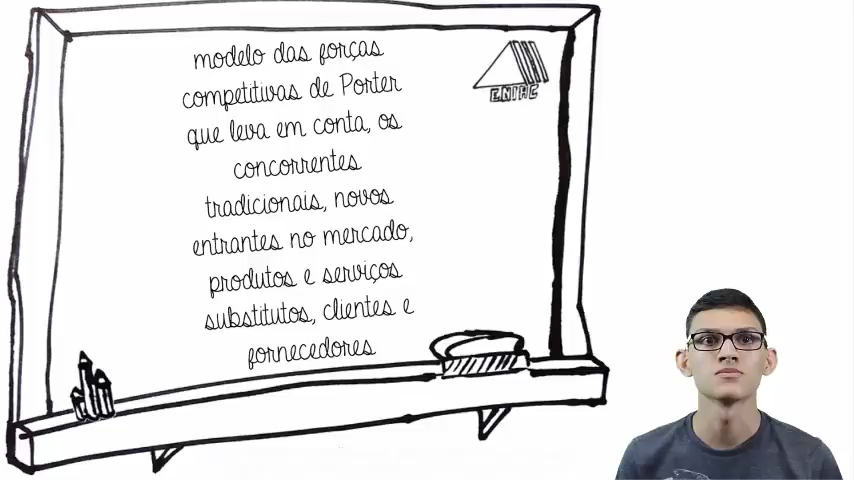 modelo das forças
competitivas de Porter
que leva em conta, os
concorrentes
tradicionais, novos
entrantes no mercado,
produtos e serviços
substitutos, clientes e
fornecedores
ENIAC